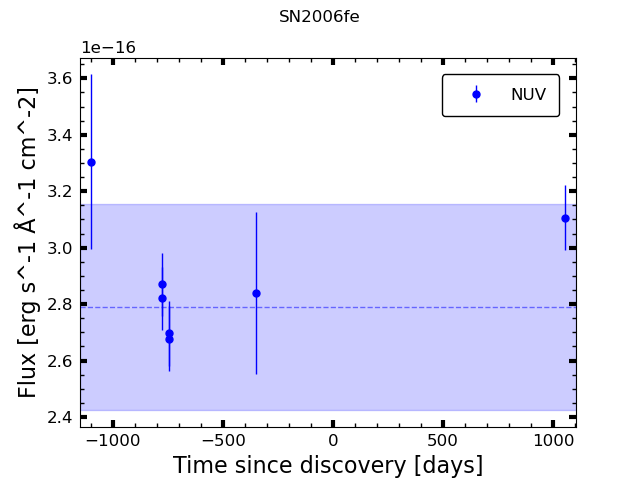 SN2006fe
1e−16
3.6
3.4
3.2
3.0
2.8
2.6
2.4
Flux [erg s^-1 Å^-1 cm^-2]
NUV
−1000
−500
0
500
1000
Time since discovery [days]